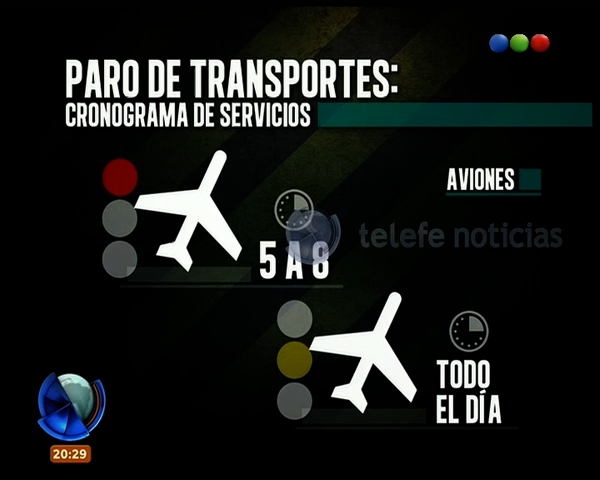 PARO DE TRANSPORTES:
CRONOGRAMA DE SERVICIOS
AVIONES
telefe noticias
5 A 8
TODO
EL DÍA
20:29